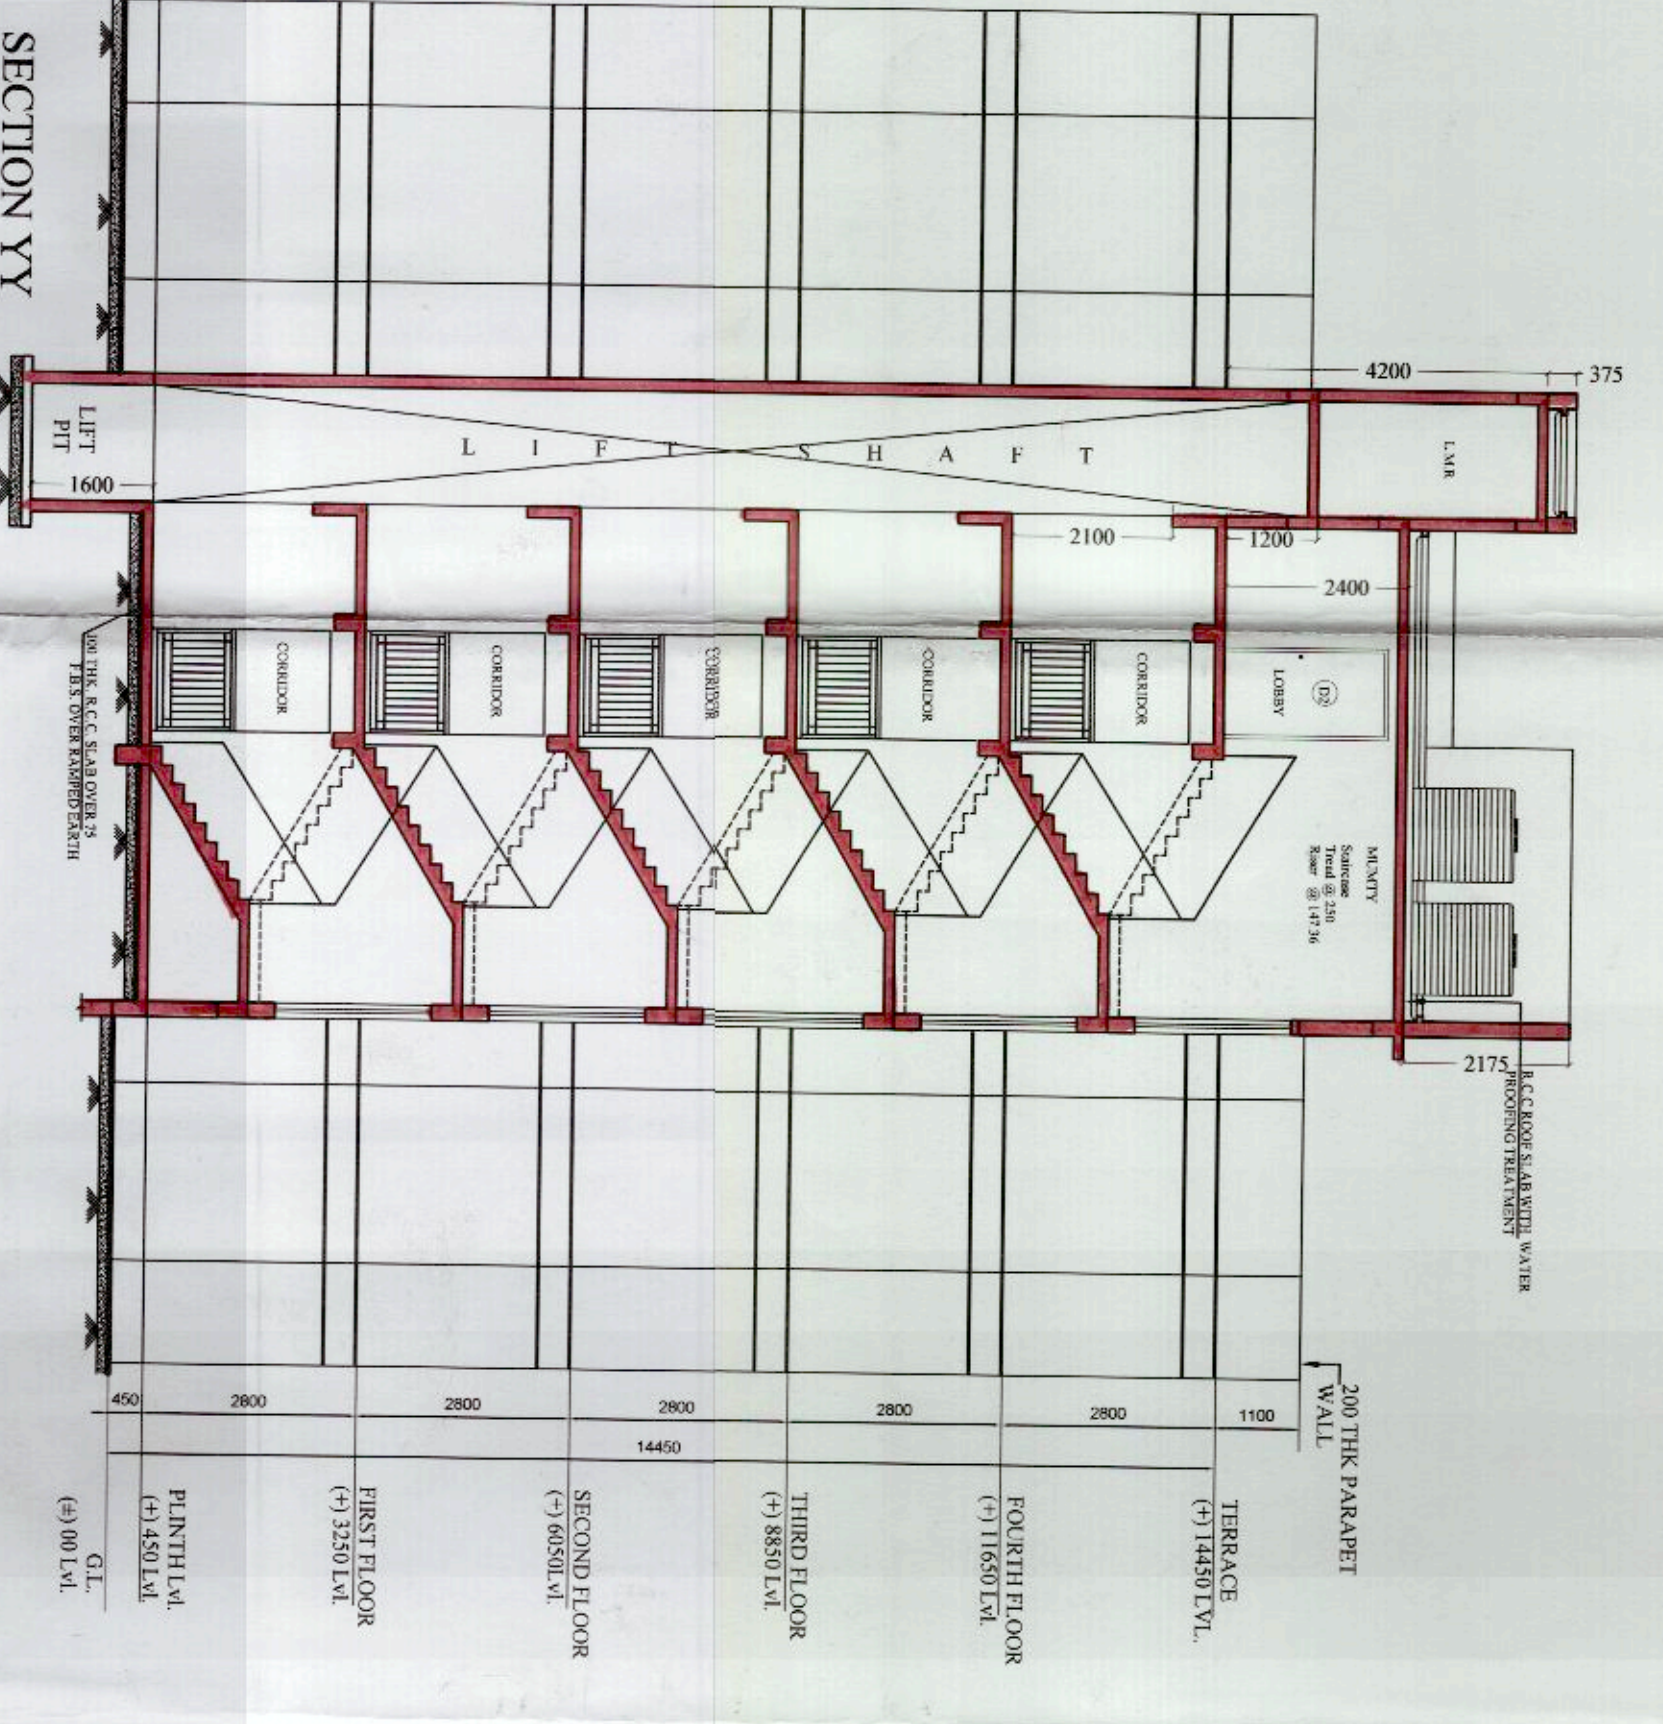 SECTION YY
4200
375
L.M.R
LIFT
PIT
LIFT SHAFT
1600
2100
1200
2400
100 THK. R.C.C. SLAB OVER 75
F.B.S. OVER RAMPED EARTH
CORRIDOR
CORRIDOR
CORRIDOR
CORRIDOR
CORRIDOR
LOBBY
D2
MUMTY
Staircase
Tread @ 250
Riser @ 147.36
2175
R.C.C ROOF SLAB WITH WATER
PROOFING TREATMENT
200 THK PARAPET
WALL
450
2800
2800
2800
2800
2800
1100
14450
TERRACE
(+) 14450 LVL.
FOURTH FLOOR
(+) 11650 Lvl.
THIRD FLOOR
(+) 8850 Lvl.
SECOND FLOOR
(+) 6050Lvl.
FIRST FLOOR
(+) 3250 Lvl.
PLINTH Lvl.
(+) 450 Lvl.
G.L.
(±) 00 Lvl.